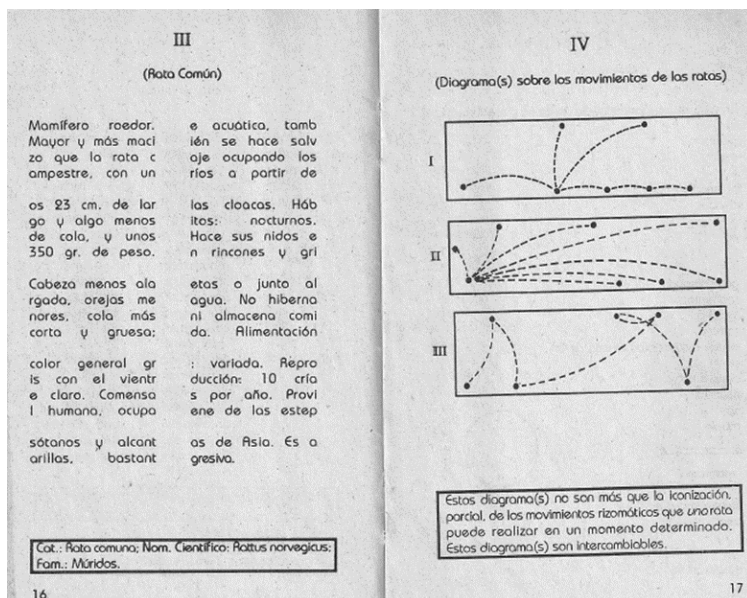 III
(Rata Común)
Mamífero roedor.
Mayor y más maci
zo que la rata c
ampestre, con un
os 23 cm. de lar
go y algo menos
de cola, y unos
350 gr. de peso.
Cabeza menos ala
rgada, orejas me
nores, cola más
corta y gruesa;
color general gr
is con el vientr
e claro. Comensa
l humana, ocupa
sótanos y alcant
arillas, bastant
e acuática, tamb
ién se hace salv
aje ocupando los
ríos a partir de
las cloacas. Háb
itos: nocturnos.
Hace sus nidos e
n rincones y gri
etas o junto al
agua. No hiberna
ni almacena comi
da. Alimentación
: variada. Repro
ducción: 10 cría
s por año. Provi
ene de las estep
as de Asia. Es a
gresiva.
Cat.: Rata comuna; Nom. Científico: Rattus norvegicus;
Fam.: Múridos.
16
IV
(Diagrama(s) sobre los movimientos de las ratas)
I
II
III
Estos diagrama(s) no son más que la iconización,
parcial, de los movimientos rizomáticos que una rata
puede realizar en un momento determinado.
Estos diagrama(s) son intercambiables.
17